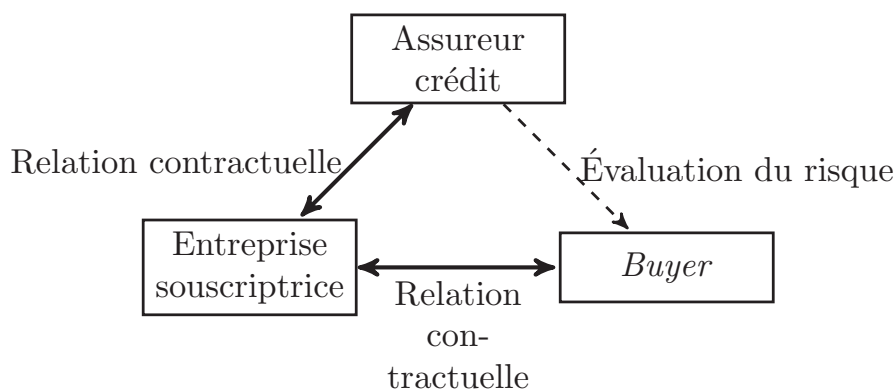 Assureur
crédit
Relation contractuelle
Évaluation du risque
Entreprise
souscriptrice
Buyer
Relation
con-
tractuelle